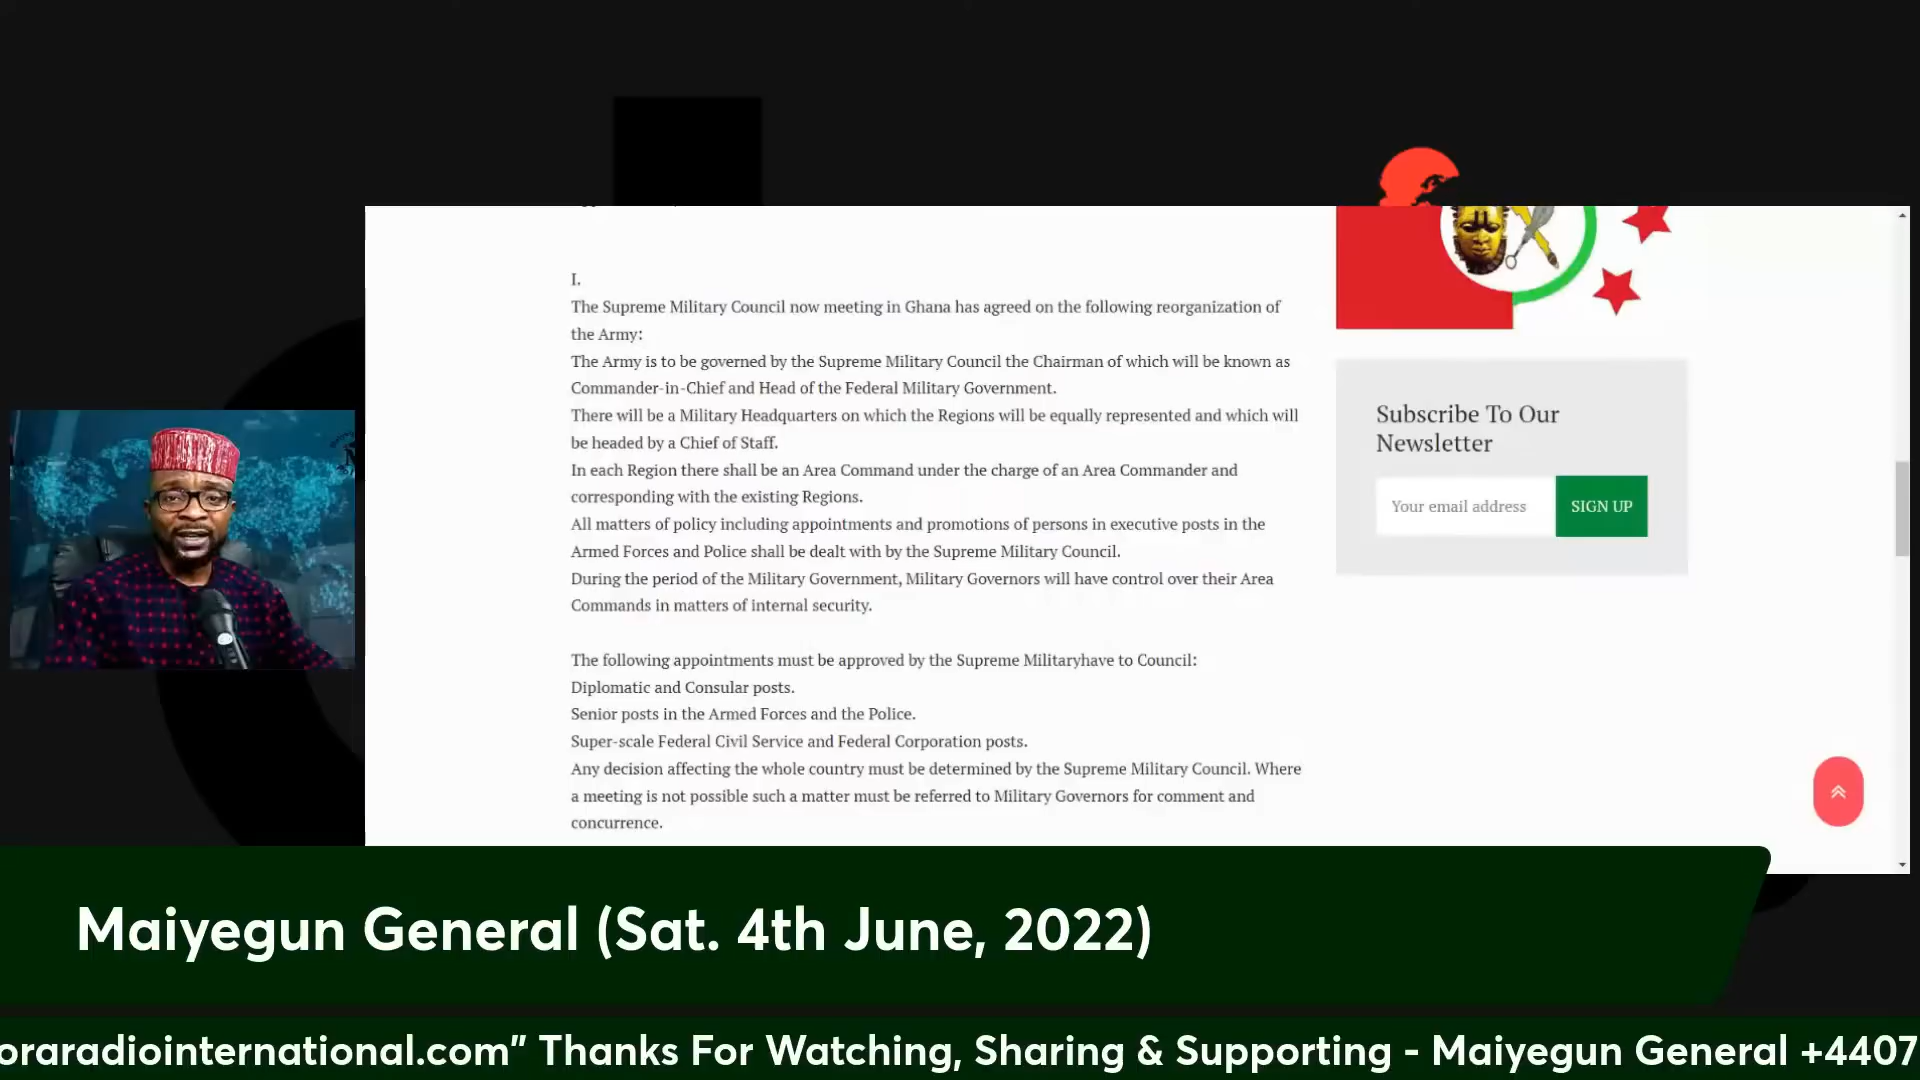 I.
The Supreme Military Council now meeting in Ghana has agreed on the following reorganization of
the Army:
The Army is to be governed by the Supreme Military Council the Chairman of which will be known as
Commander-in-Chief and Head of the Federal Military Government.
There will be a Military Headquarters on which the Regions will be equally represented and which will
be headed by a Chief of Staff.
In each Region there shall be an Area Command under the charge of an Area Commander and
corresponding with the existing Regions.
All matters of policy including appointments and promotions of persons in executive posts in the
Armed Forces and Police shall be dealt with by the Supreme Military Council.
During the period of the Military Government, Military Governors will have control over their Area
Commands in matters of internal security.
The following appointments must be approved by the Supreme Militaryhave to Council:
Diplomatic and Consular posts.
Senior posts in the Armed Forces and the Police.
Super-scale Federal Civil Service and Federal Corporation posts.
Any decision affecting the whole country must be determined by the Supreme Military Council. Where
a meeting is not possible such a matter must be referred to Military Governors for comment and
concurrence.
Subscribe To Our
Newsletter
Your email address
SIGN UP
Maiyegun General (Sat. 4th June, 2022)
oraradiointernational.com” Thanks For Watching, Sharing & Supporting - Maiyegun General +4407